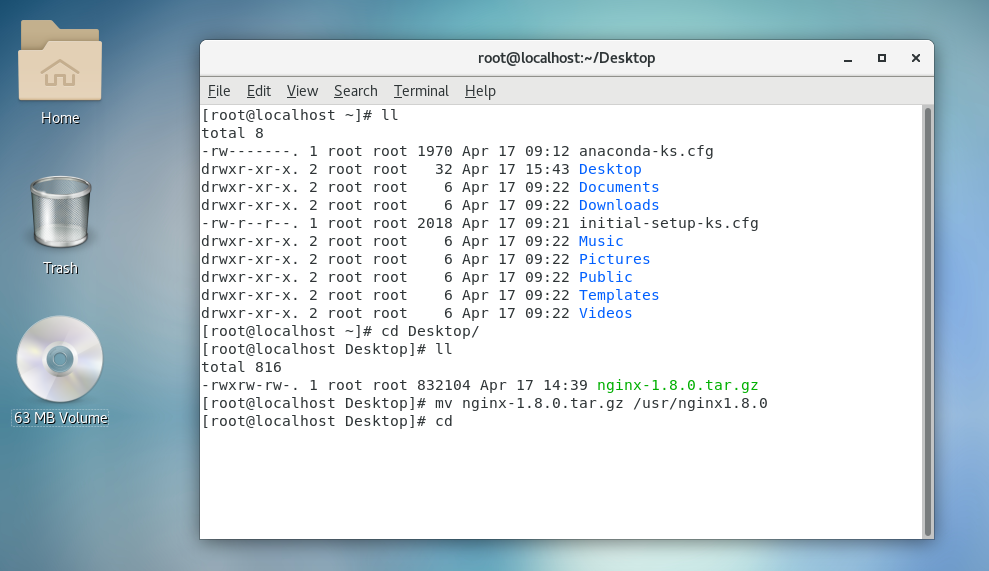 Home
Trash
63 MB Volume
root@localhost:~/Desktop
File Edit View Search Terminal Help
[root@localhost ~]# ll
total 8
-rw-------. 1 root root 1970 Apr 17 09:12 anaconda-ks.cfg
drwxr-xr-x. 2 root root   32 Apr 17 15:43 Desktop
drwxr-xr-x. 2 root root    6 Apr 17 09:22 Documents
drwxr-xr-x. 2 root root    6 Apr 17 09:22 Downloads
-rw-r--r--. 1 root root 2018 Apr 17 09:21 initial-setup-ks.cfg
drwxr-xr-x. 2 root root    6 Apr 17 09:22 Music
drwxr-xr-x. 2 root root    6 Apr 17 09:22 Pictures
drwxr-xr-x. 2 root root    6 Apr 17 09:22 Public
drwxr-xr-x. 2 root root    6 Apr 17 09:22 Templates
drwxr-xr-x. 2 root root    6 Apr 17 09:22 Videos
[root@localhost ~]# cd Desktop/
[root@localhost Desktop]# ll
total 816
-rwxrw-rw-. 1 root root 832104 Apr 17 14:39 nginx-1.8.0.tar.gz
[root@localhost Desktop]# mv nginx-1.8.0.tar.gz /usr/nginx1.8.0
[root@localhost Desktop]# cd